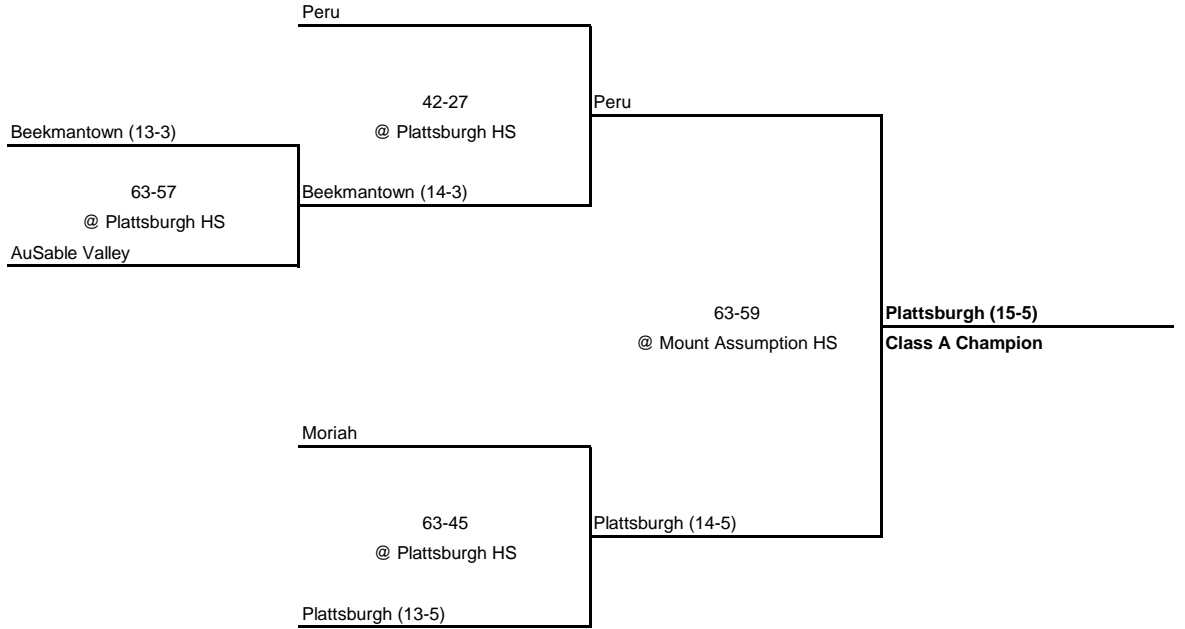 Peru
42-27
@ Plattsburgh HS
Peru
Beekmantown (13-3)
63-57
@ Plattsburgh HS
Beekmantown (14-3)
AuSable Valley
63-59
@ Mount Assumption HS
Plattsburgh (15-5)
Class A Champion
Moriah
63-45
@ Plattsburgh HS
Plattsburgh (14-5)
Plattsburgh (13-5)